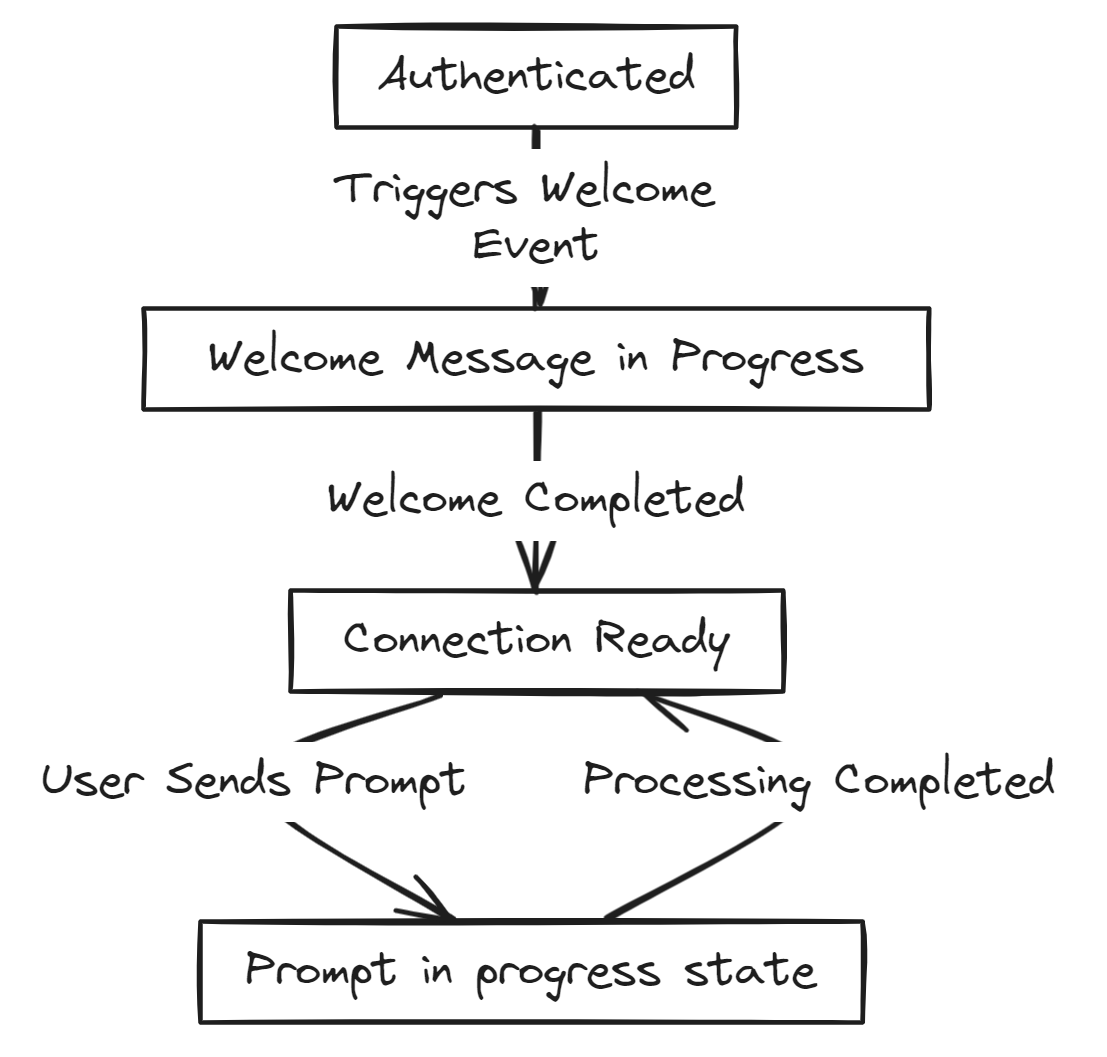 Authenticated
Triggers Welcome
Event
Welcome Message in Progress
Welcome Completed
Connection Ready
User Sends Prompt
Processing Completed
Prompt in progress state